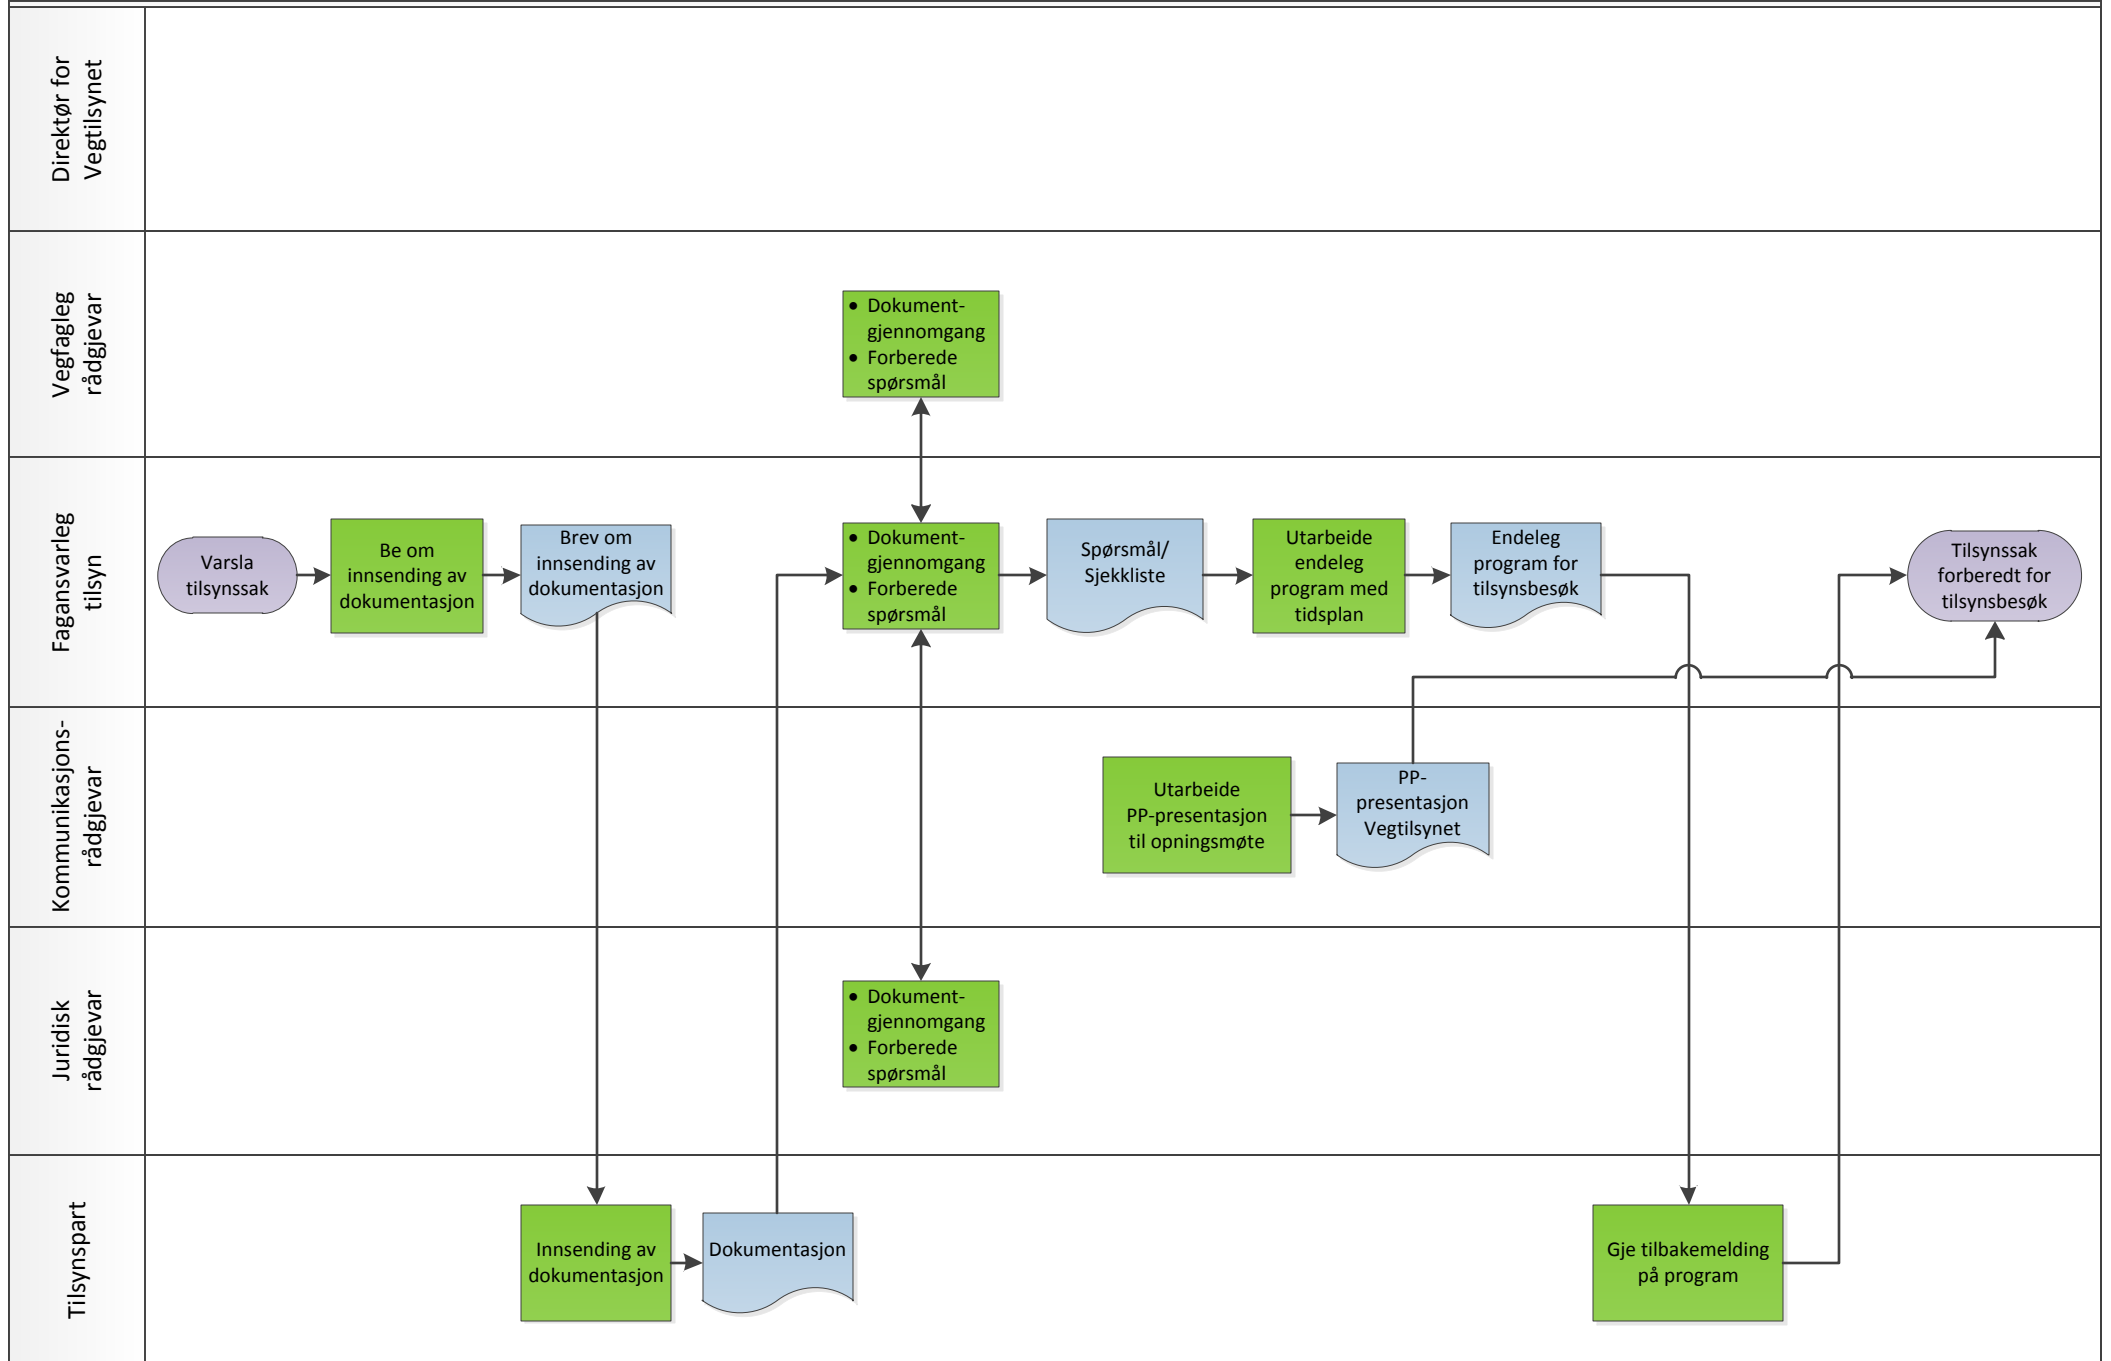 Direktør for
Vegtilsynet
Vegfagleg
rådgjevar
• Dokument-
gjennomgang
• Forberede
spørsmål
Fagansvarleg
tilsyn
Varsla
tilsynssak
Be om
innsending av
dokumentasjon
Brev om
innsending av
dokumentasjon
• Dokument-
gjennomgang
• Forberede
spørsmål
Spørsmål/
Sjekkliste
Utarbeide
endeleg
program med
tidsplan
Endeleg
program for
tilsynsbesøk
Tilsynssak
forberedt for
tilsynsbesøk
Kommunikasjons-
rådgjevar
Utarbeide
PP-presentasjon
til opningsmøte
PP-
presentasjon
Vegtilsynet
Juridisk
rådgjevar
• Dokument-
gjennomgang
• Forberede
spørsmål
Tilsynspart
Innsending av
dokumentasjon
Dokumentasjon
Gje tilbakemelding
på program